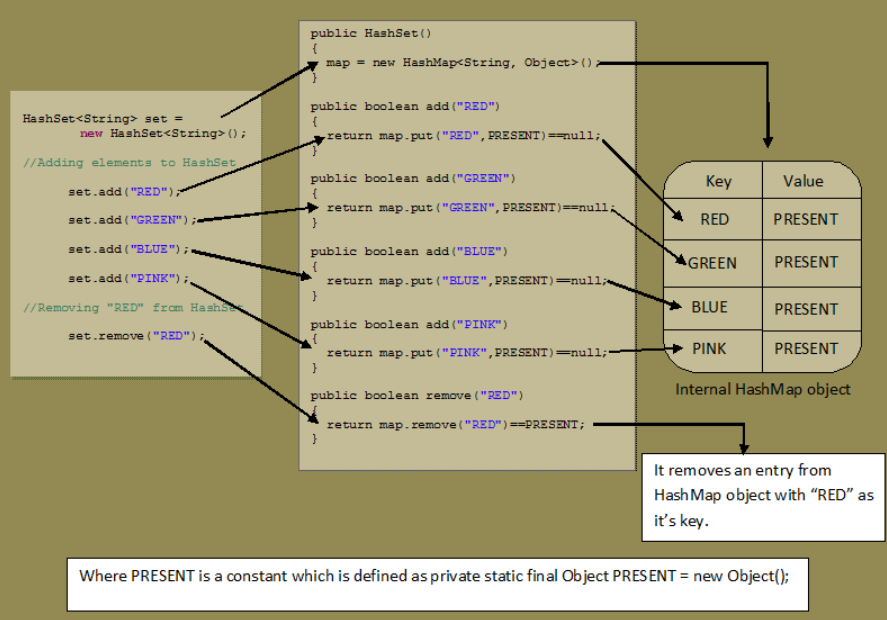 HashSet<String> set =
new HashSet<String>();
//Adding elements to HashSet
set.add("RED");
set.add("GREEN");
set.add("BLUE");
set.add("PINK");
//Removing "RED" from HashSet
set.remove("RED");
public HashSet()
{
map = new HashMap<String, Object>();
}
public boolean add("RED")
{
return map.put("RED",PRESENT)==null;
}
public boolean add("GREEN")
{
return map.put("GREEN",PRESENT)==null;
}
public boolean add("BLUE")
{
return map.put("BLUE",PRESENT)==null;
}
public boolean add("PINK")
{
return map.put("PINK",PRESENT)==null;
}
public boolean remove("RED")
{
return map.remove("RED")==PRESENT;
}
Key Value
RED PRESENT
GREEN PRESENT
BLUE PRESENT
PINK PRESENT
Internal HashMap object
It removes an entry from
HashMap object with “RED” as
it’s key.
Where PRESENT is a constant which is defined as private static final Object PRESENT = new Object();